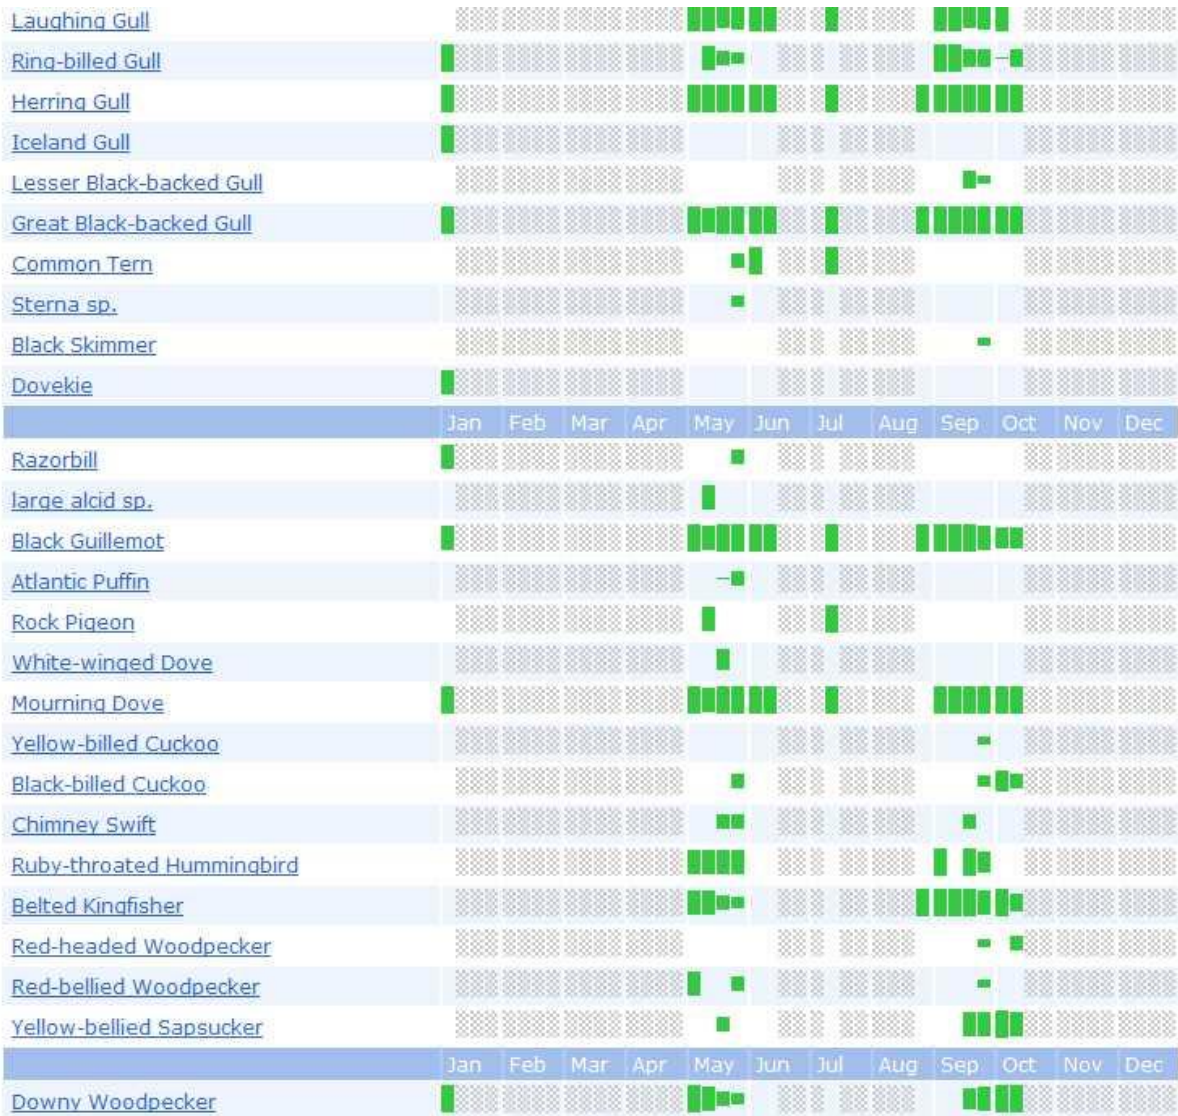 Laughing Gull
Ring-billed Gull
Herring Gull
Iceland Gull
Lesser Black-backed Gull
Great Black-backed Gull
Common Tern
Sterna sp.
Black Skimmer
Dovekie
Jan Feb Mar Apr May Jun Jul Aug Sep Oct Nov Dec
Razorbill
large alcid sp.
Black Guillemot
Atlantic Puffin
Rock Pigeon
White-winged Dove
Mourning Dove
Yellow-billed Cuckoo
Black-billed Cuckoo
Chimney Swift
Ruby-throated Hummingbird
Belted Kingfisher
Red-headed Woodpecker
Red-bellied Woodpecker
Yellow-bellied Sapsucker
Jan Feb Mar Apr May Jun Jul Aug Sep Oct Nov Dec
Downy Woodpecker